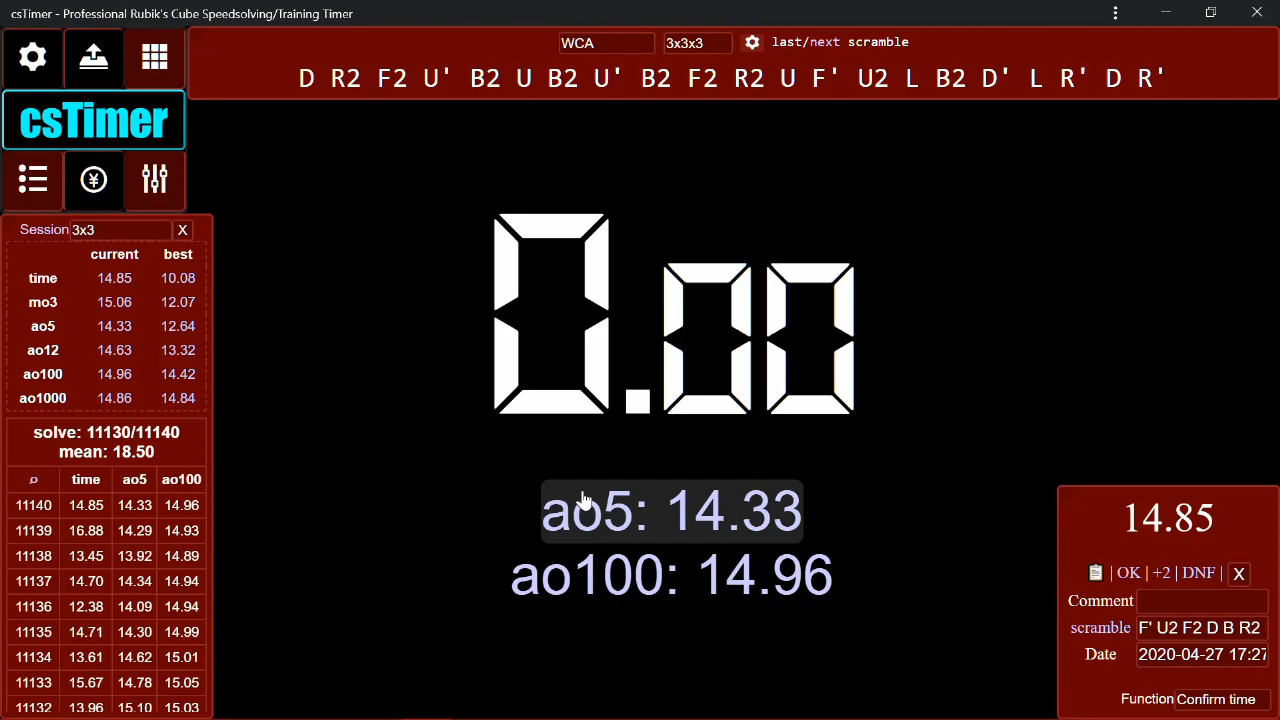 csTimer - Professional Rubik's Cube Speedsolving/Training Timer
WCA 3x3x3 last/next scramble
D R2 F2 U' B2 U B2 U' B2 F2 R2 U F' U2 L B2 D' L R' D R'
csTimer
Session 3x3 X
current best
time 14.85 10.08
mo3 15.06 12.07
ao5 14.33 12.64
ao12 14.63 13.32
ao100 14.96 14.42
ao1000 14.86 14.84
solve: 11130/11140
mean: 18.50
time ao5 ao100
11140 14.85 14.33 14.96
11139 16.88 14.29 14.93
11138 13.45 13.92 14.89
11137 14.70 14.34 14.94
11136 12.38 14.09 14.94
11135 14.71 14.30 14.99
11134 13.61 14.62 15.01
11133 15.67 14.78 15.05
11132 13.96 15.10 15.03
0.00
ao5: 14.33
ao100: 14.96
14.85
| OK | +2 | DNF | X
Comment
scramble F' U2 F2 D B R2
Date 2020-04-27 17:27
Function Confirm time